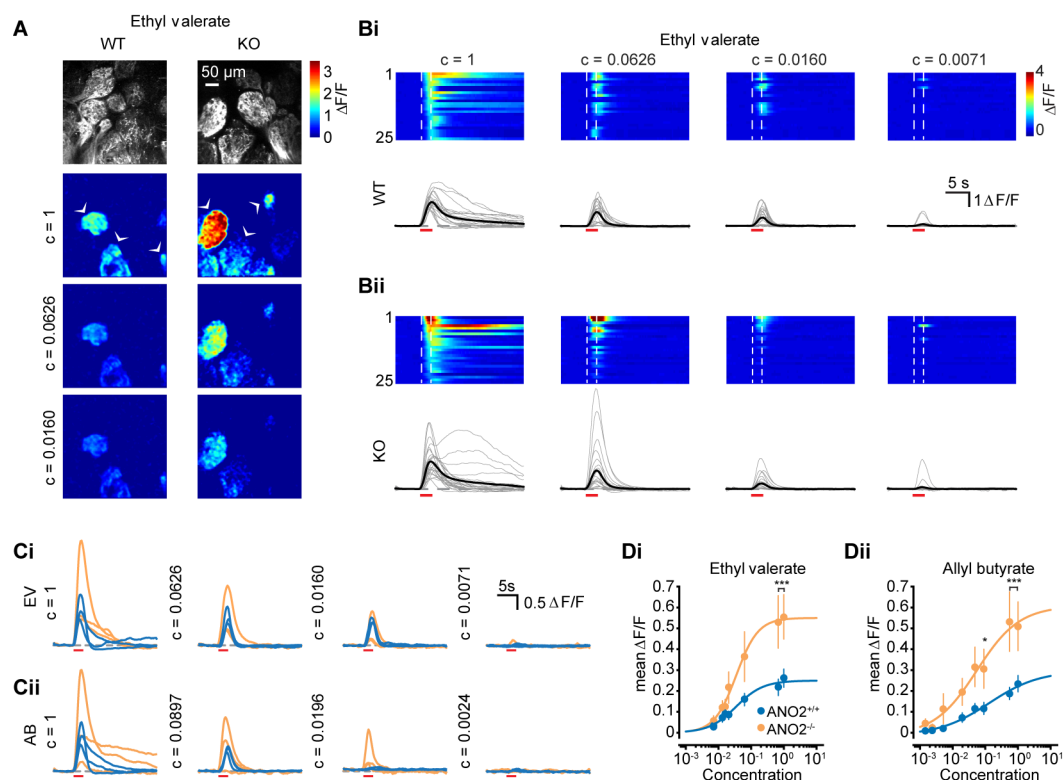 A
Ethyl valerate
WT
KO
50 µm
3
2
1
0
ΔF/F
c = 1
c = 0.0626
c = 0.0160
Bi
Ethyl valerate
c = 1
c = 0.0626
c = 0.0160
c = 0.0071
1
25
4
0
ΔF/F
WT
5 s
1 ΔF/F
Bii
1
25
KO
Ci
EV
c = 1
c = 0.0626
c = 0.0160
c = 0.0071
5s
0.5 ΔF/F
Cii
AB
c = 1
c = 0.0897
c = 0.0196
c = 0.0024
Di
Ethyl valerate
***
mean ΔF/F
0.7
0.6
0.5
0.4
0.3
0.2
0.1
0
ANO2+/+
ANO2-/-
10-3 10-2 10-1 100 101
Concentration
Dii
Allyl butyrate
***
*
mean ΔF/F
0.7
0.6
0.5
0.4
0.3
0.2
0.1
0
10-3 10-2 10-1 100 101
Concentration